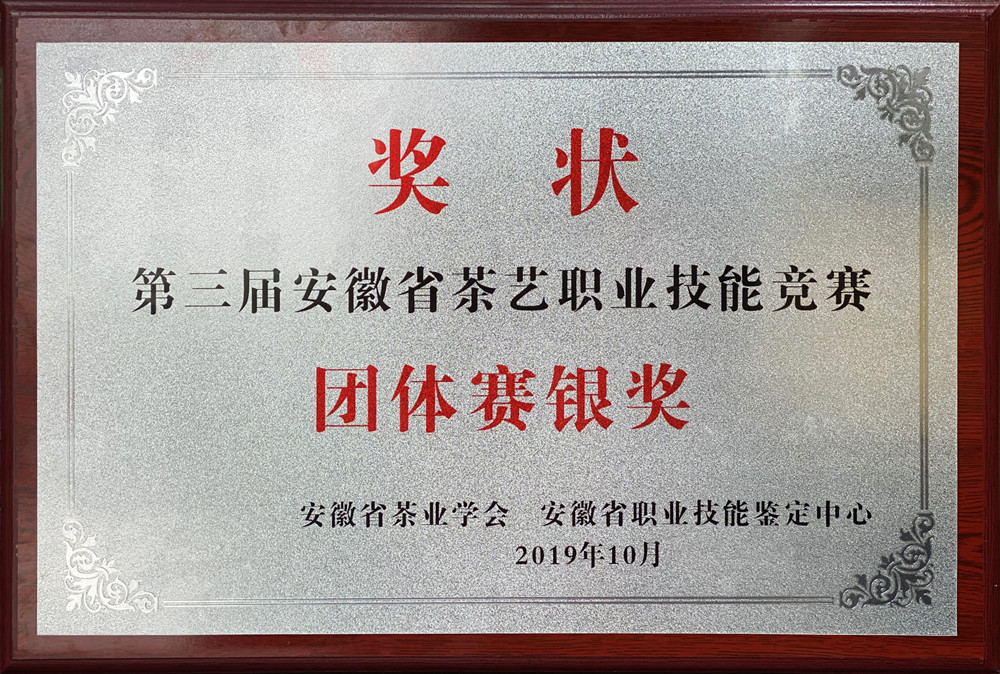 奖 状
第三届安徽省茶艺职业技能竞赛
团体赛银奖
安徽省茶业学会 安徽省职业技能鉴定中心
2019年10月